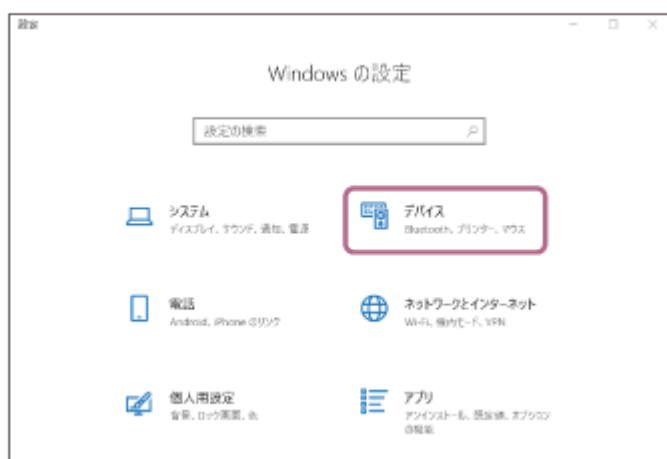 設定
Windows の設定
設定の検索
システム
ディスプレイ、サウンド、通知、電源
デバイス
Bluetooth、プリンター、マウス
電話
Android、iPhone のリンク
ネットワークとインターネット
Wi-Fi、機内モード、VPN
個人用設定
背景、ロック画面、色
アプリ
アンインストール、既定値、オプション
の機能